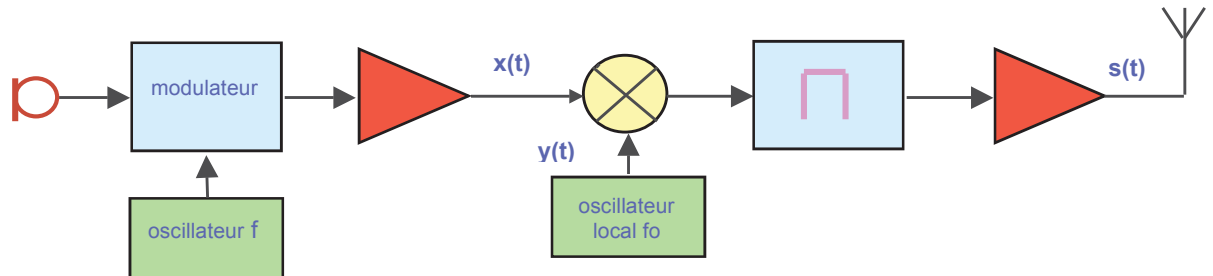 modulateur
x(t)
s(t)
y(t)
oscillateur f
oscillateur
local fo